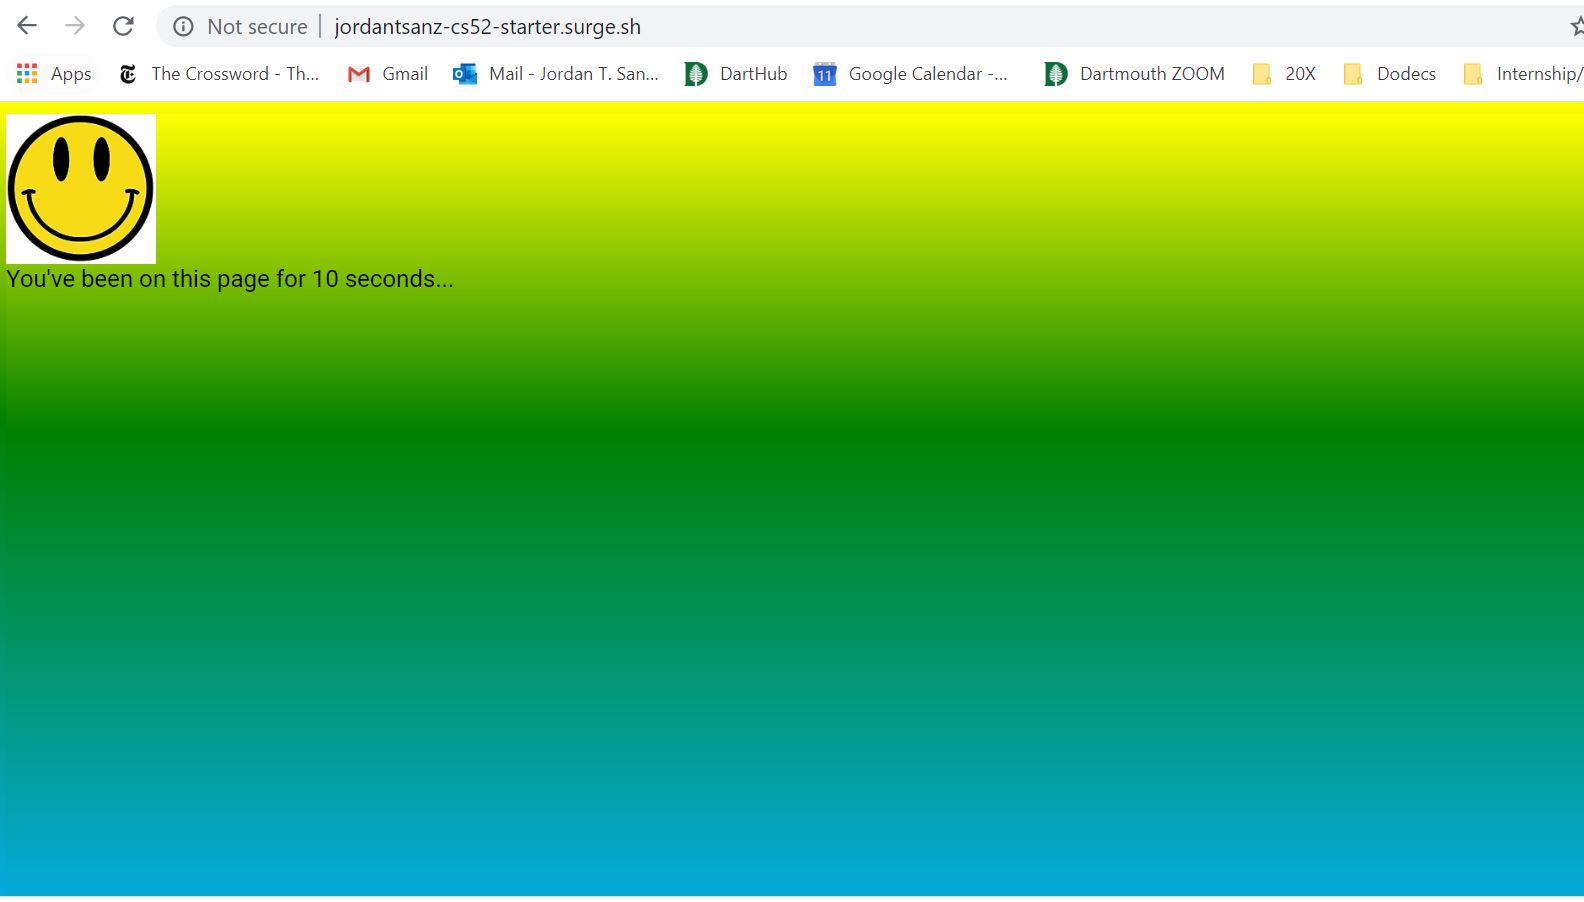 Not secure | jordantsanz-cs52-starter.surge.sh
Apps The Crossword - Th... Gmail Mail - Jordan T. San... DartHub 11 Google Calendar -... Dartmouth ZOOM 20X Dodecs Internship/
You've been on this page for 10 seconds...